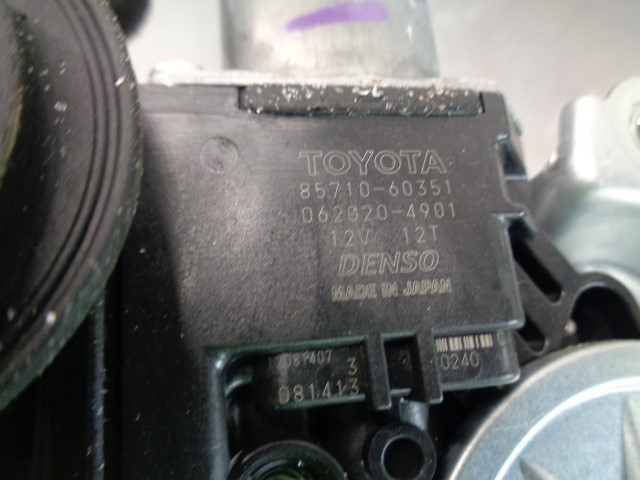 TOYOTA
85710-60351
062020-4901
12V 12T
DENSO
MADE IN JAPAN
0240
3
081413